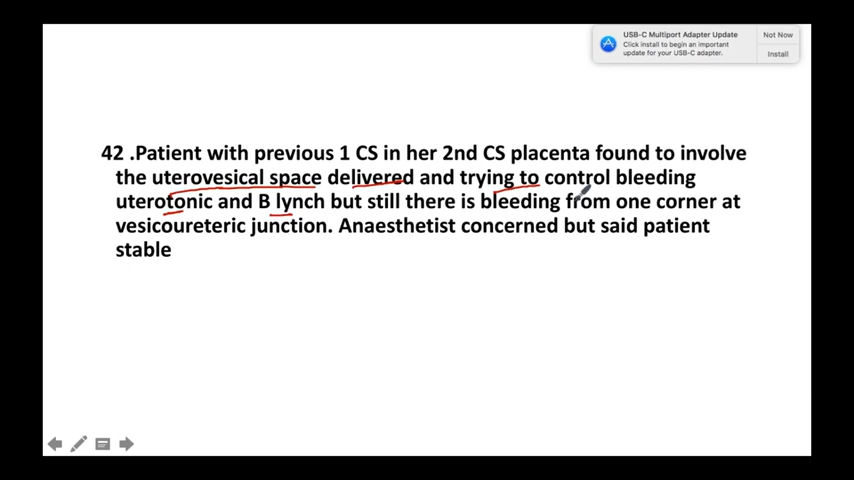 USB-C Multiport Adapter Update
Click install to begin an important
update for your USB-C adapter.
Not Now
Install
42 .Patient with previous 1 CS in her 2nd CS placenta found to involve
the uterovesical space delivered and trying to control bleeding
uterotonic and B lynch but still there is bleeding from one corner at
vesicoureteric junction. Anaesthetist concerned but said patient
stable